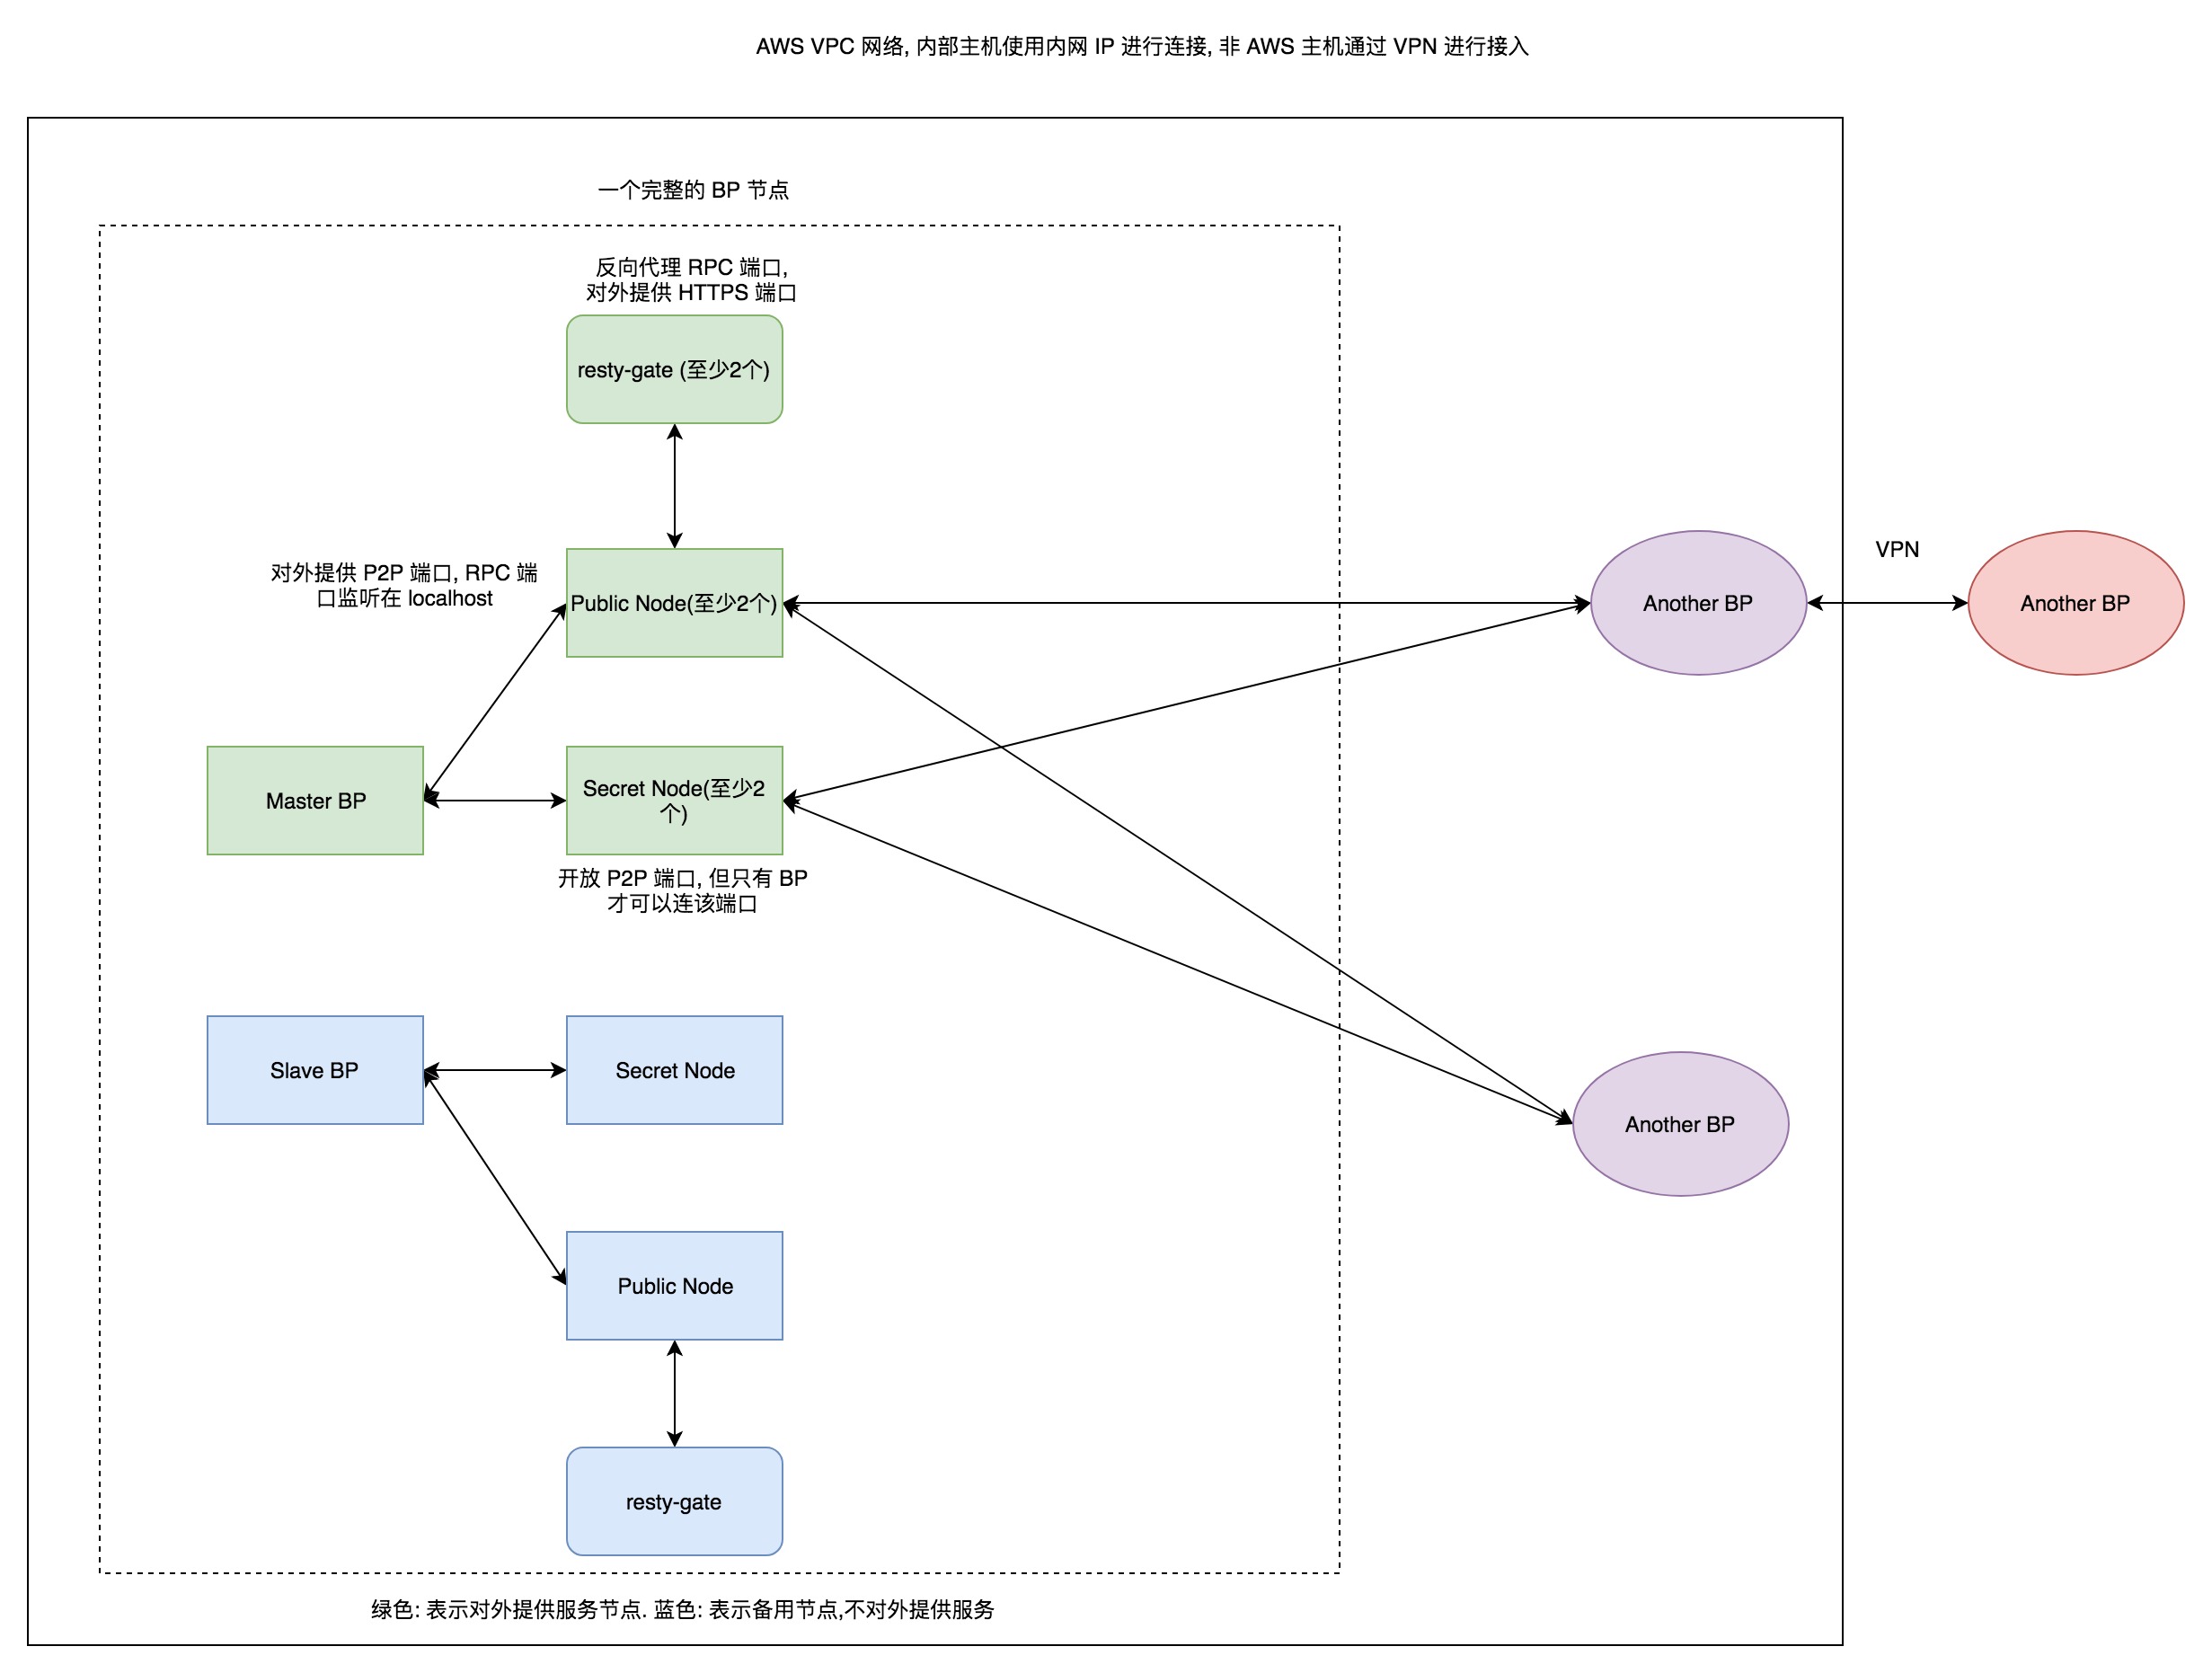 AWS VPC 网络, 内部主机使用内网 IP 进行连接, 非 AWS 主机通过 VPN 进行接入
一个完整的 BP 节点
反向代理 RPC 端口,
对外提供 HTTPS 端口
resty-gate (至少2个)
对外提供 P2P 端口, RPC 端
口监听在 localhost
Public Node(至少2个)
Another BP
VPN
Another BP
Master BP
Secret Node(至少2
个)
开放 P2P 端口, 但只有 BP
才可以连该端口
Slave BP
Secret Node
Another BP
Public Node
resty-gate
绿色: 表示对外提供服务节点. 蓝色: 表示备用节点,不对外提供服务